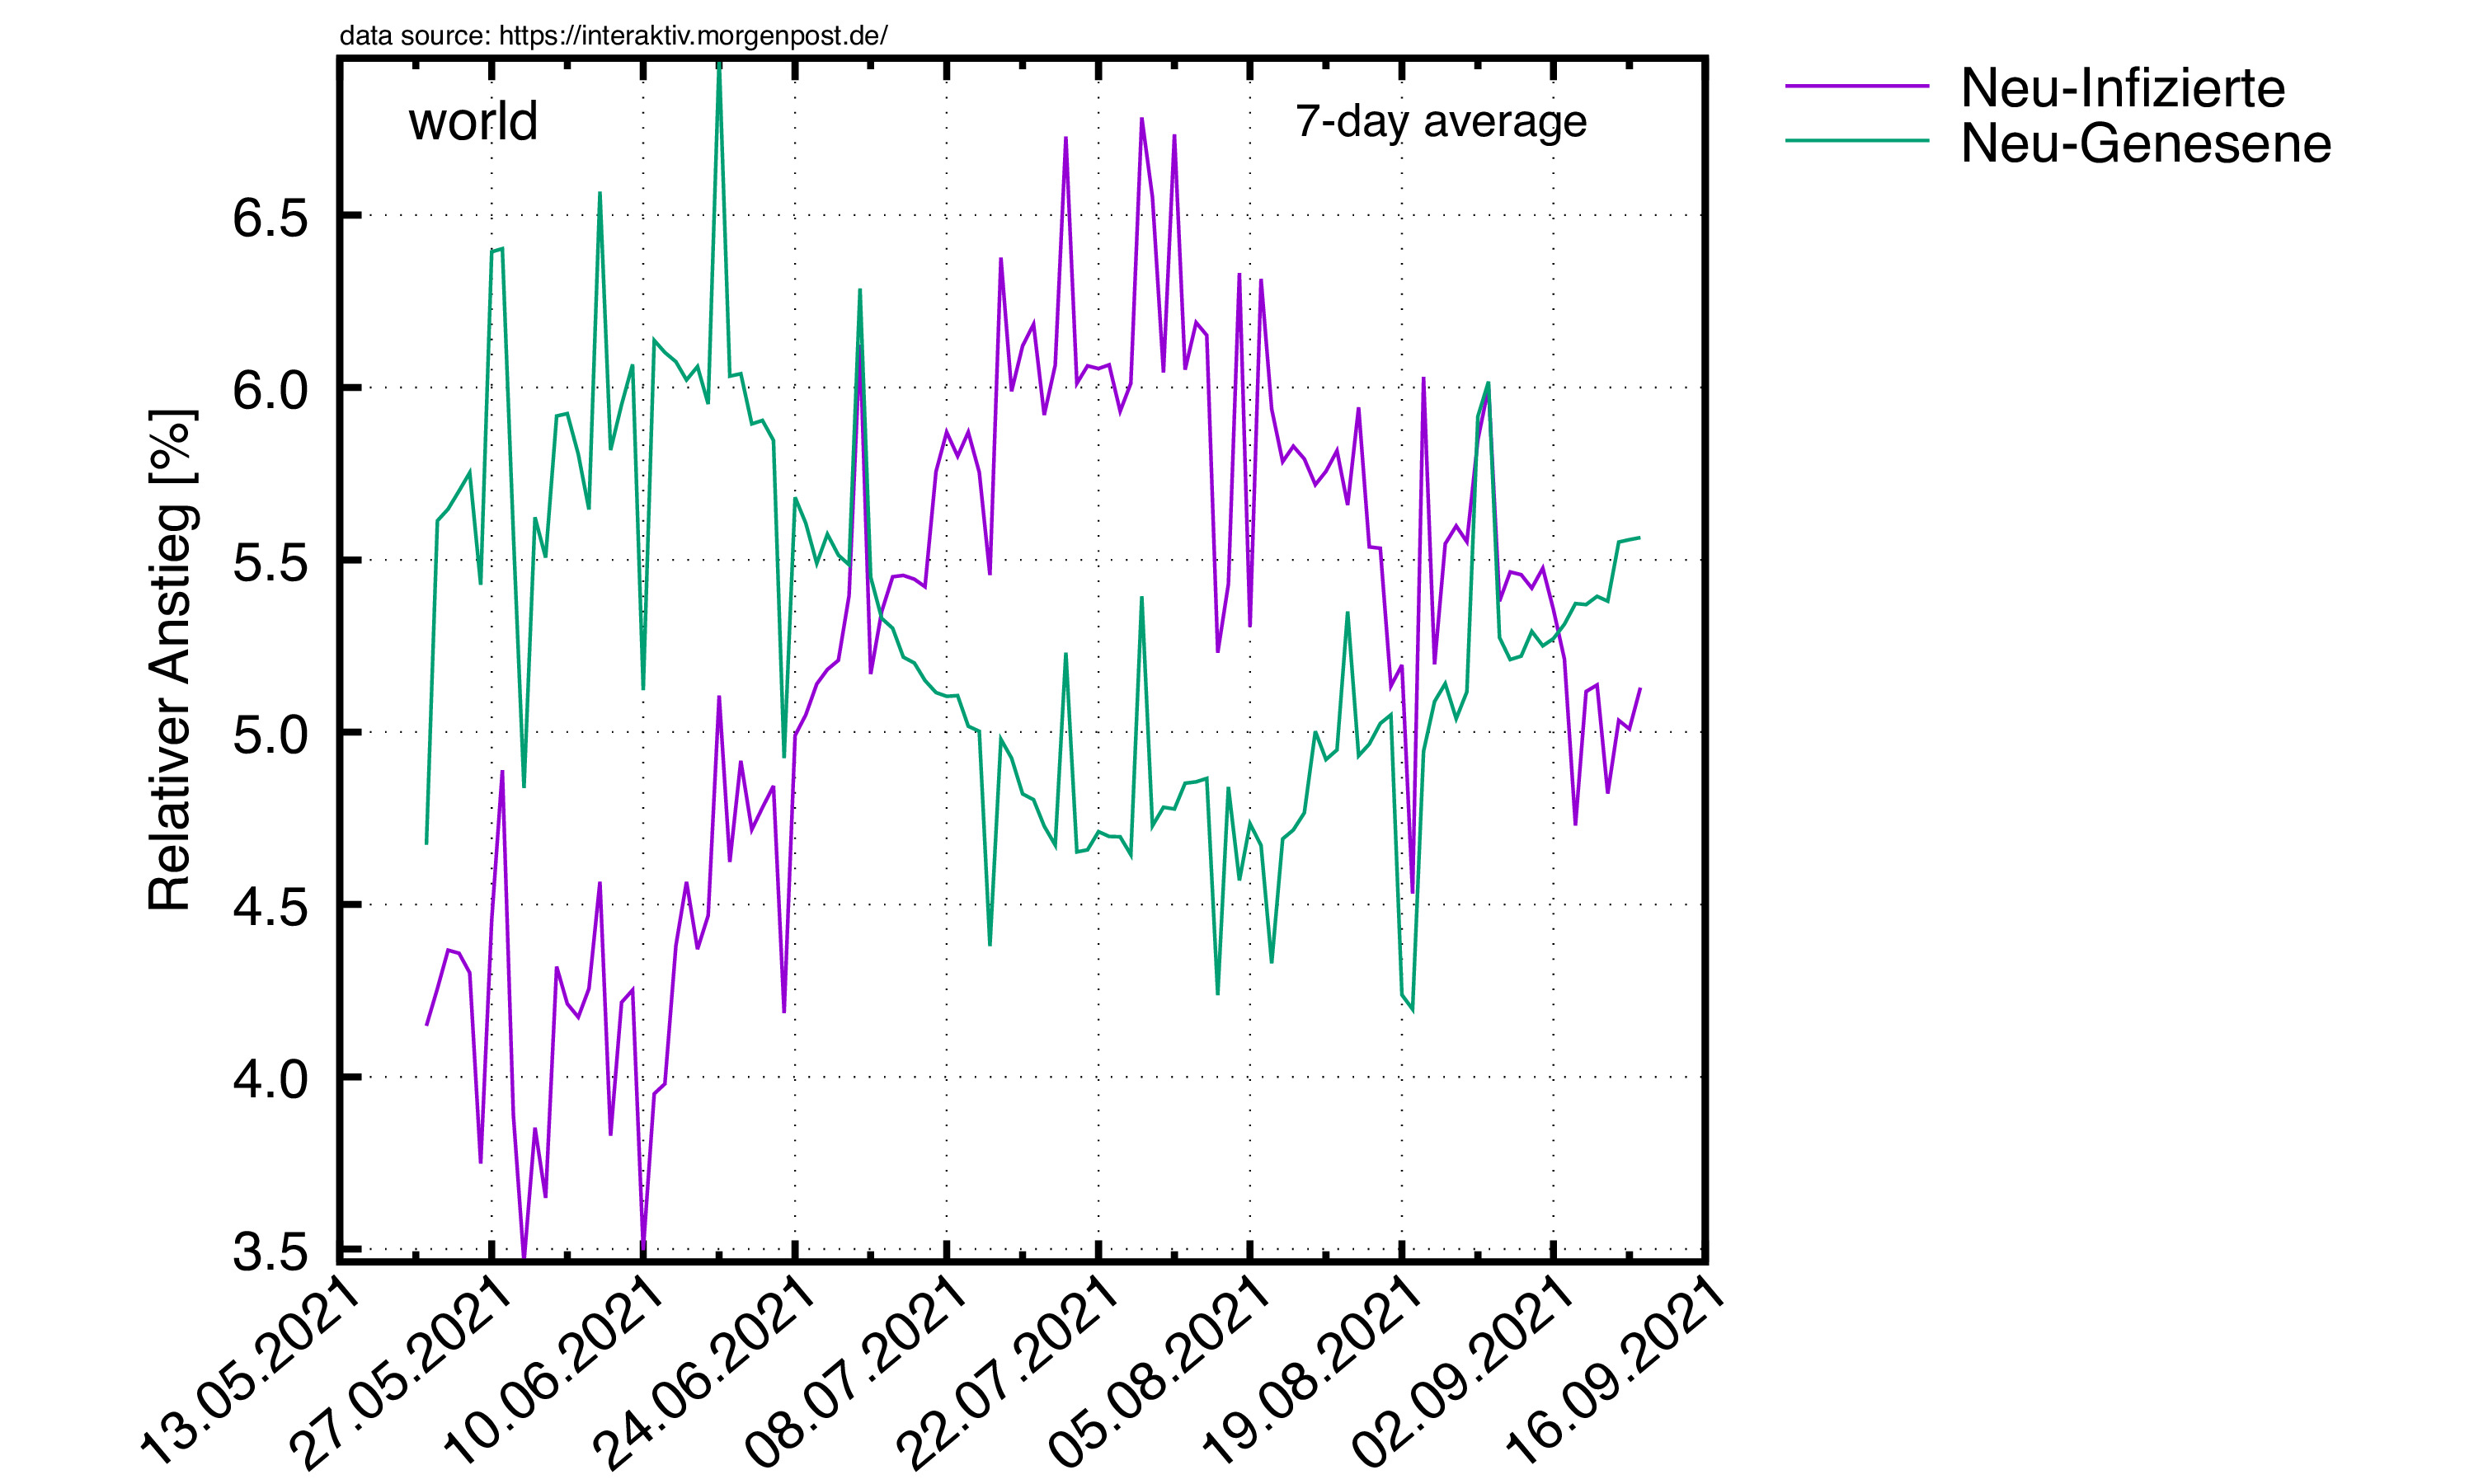 data source: https://interaktiv.morgenpost.de/
world
7-day average
Neu-Infizierte
Neu-Genesene
Relativer Anstieg [%]
6.5
6.0
5.5
5.0
4.5
4.0
3.5
13.05.2021
27.05.2021
10.06.2021
24.06.2021
08.07.2021
22.07.2021
05.08.2021
19.08.2021
02.09.2021
16.09.2021